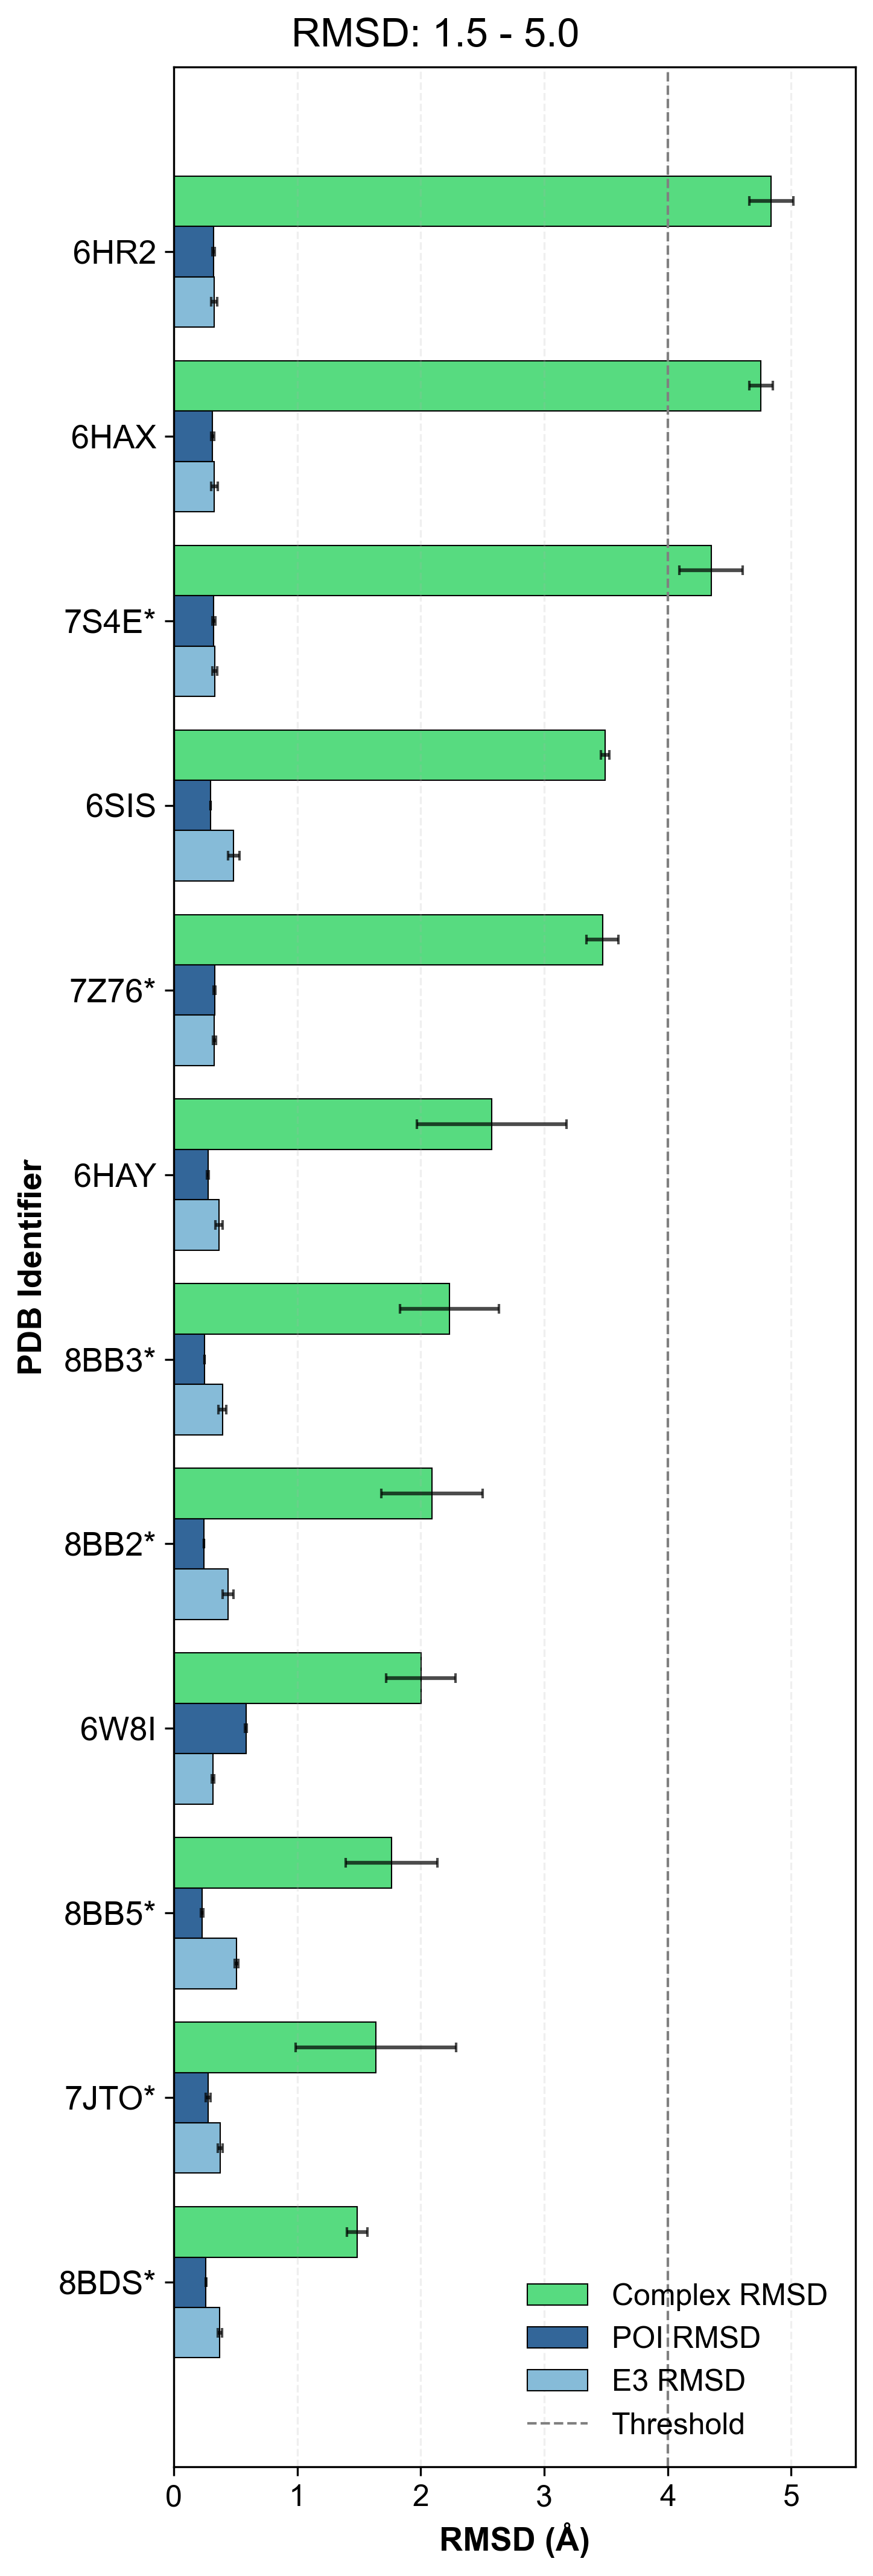 RMSD: 1.5 - 5.0
6HR2
6HAX
7S4E*
6SIS
7Z76*
6HAY
8BB3*
8BB2*
6W8I
8BB5*
7JTO*
8BDS*
PDB Identifier
Complex RMSD
POI RMSD
E3 RMSD
Threshold
0 1 2 3 4 5
RMSD (Å)